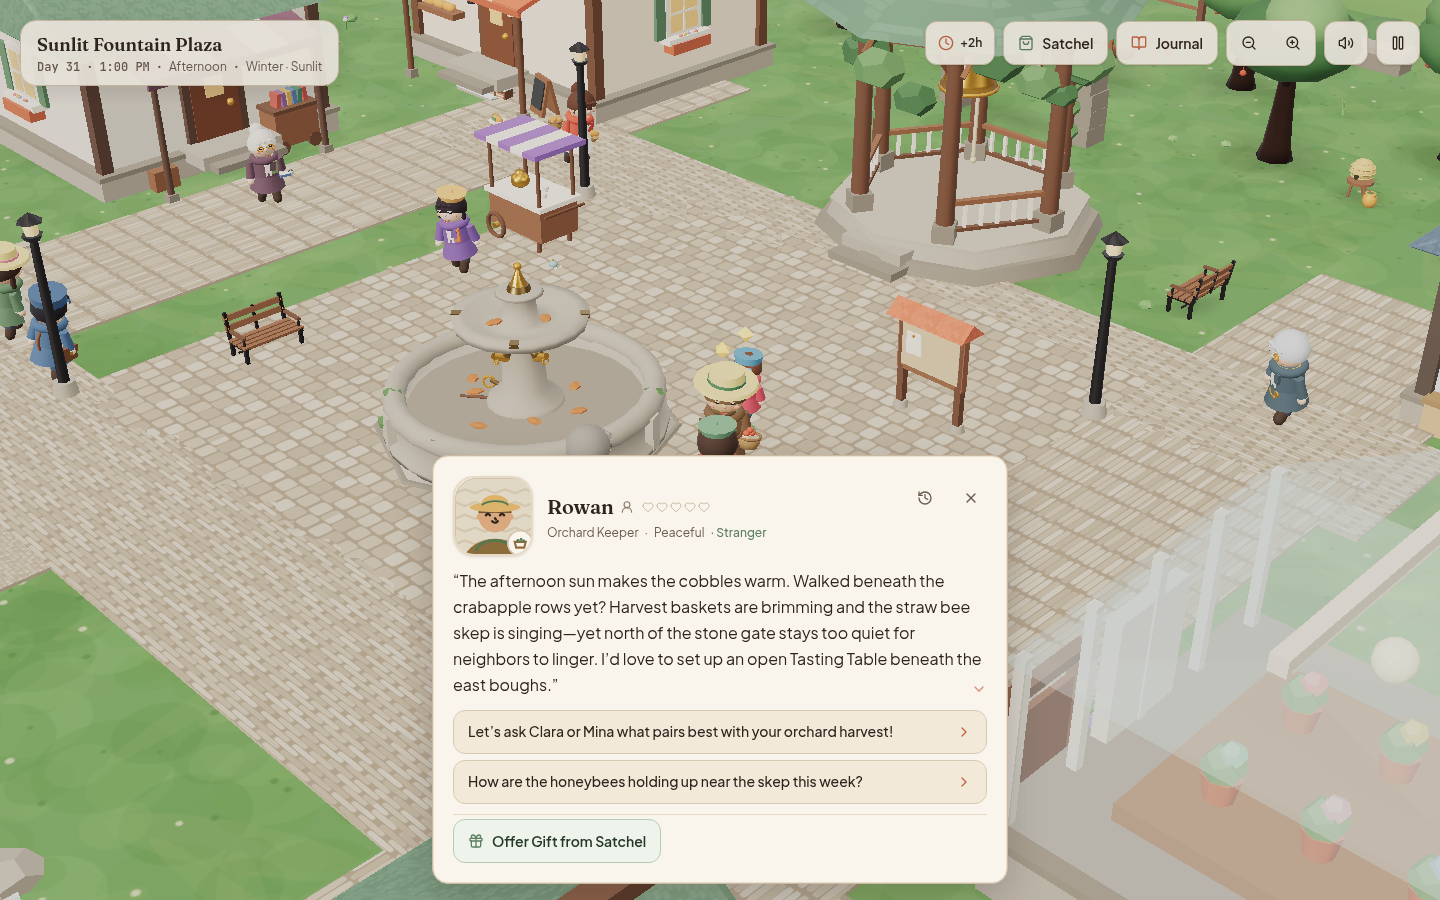 Sunlit Fountain Plaza
Day 31 · 1:00 PM · Afternoon · Winter · Sunlit
+2h
Satchel
Journal
Rowan
Orchard Keeper · Peaceful · Stranger
“The afternoon sun makes the cobbles warm. Walked beneath the
crabapple rows yet? Harvest baskets are brimming and the straw bee
skep is singing—yet north of the stone gate stays too quiet for
neighbors to linger. I’d love to set up an open Tasting Table beneath the
east boughs.”
Let’s ask Clara or Mina what pairs best with your orchard harvest!
How are the honeybees holding up near the skep this week?
Offer Gift from Satchel